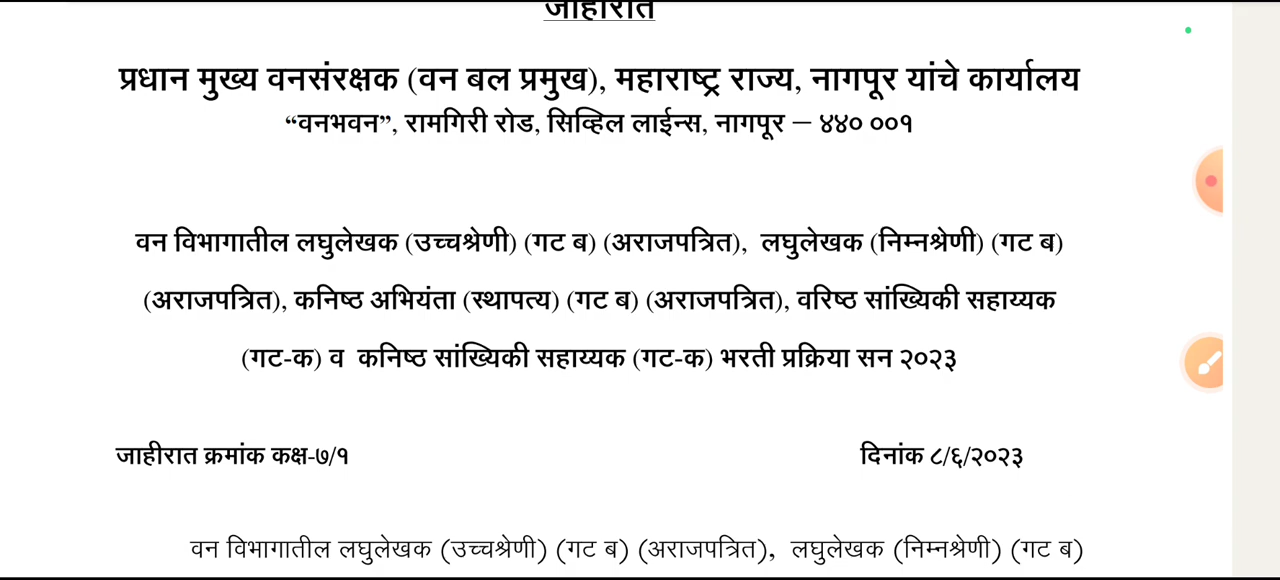 जाहीरात
प्रधान मुख्य वनसंरक्षक (वन बल प्रमुख), महाराष्ट्र राज्य, नागपूर यांचे कार्यालय
“वनभवन”, रामगिरी रोड, सिव्हिल लाईन्स, नागपूर – ४४० ००१
वन विभागातील लघुलेखक (उच्चश्रेणी) (गट ब) (अराजपत्रित), लघुलेखक (निम्नश्रेणी) (गट ब)
(अराजपत्रित), कनिष्ठ अभियंता (स्थापत्य) (गट ब) (अराजपत्रित), वरिष्ठ सांख्यिकी सहाय्यक
(गट-क) व कनिष्ठ सांख्यिकी सहाय्यक (गट-क) भरती प्रक्रिया सन २०२३
जाहीरात क्रमांक कक्ष-७/१ दिनांक ८/६/२०२३
वन विभागातील लघुलेखक (उच्चश्रेणी) (गट ब) (अराजपत्रित), लघुलेखक (निम्नश्रेणी) (गट ब)